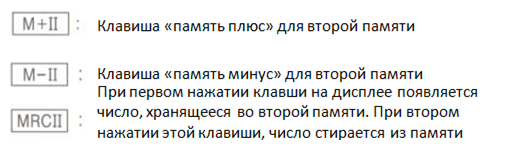 M+II : Клавиша «память плюс» для второй памяти
M−II : Клавиша «память минус» для второй памяти
При первом нажатии клавши на дисплее появляется
MRCII : число, хранящееся во второй памяти. При втором
нажатии этой клавиши, число стирается из памяти